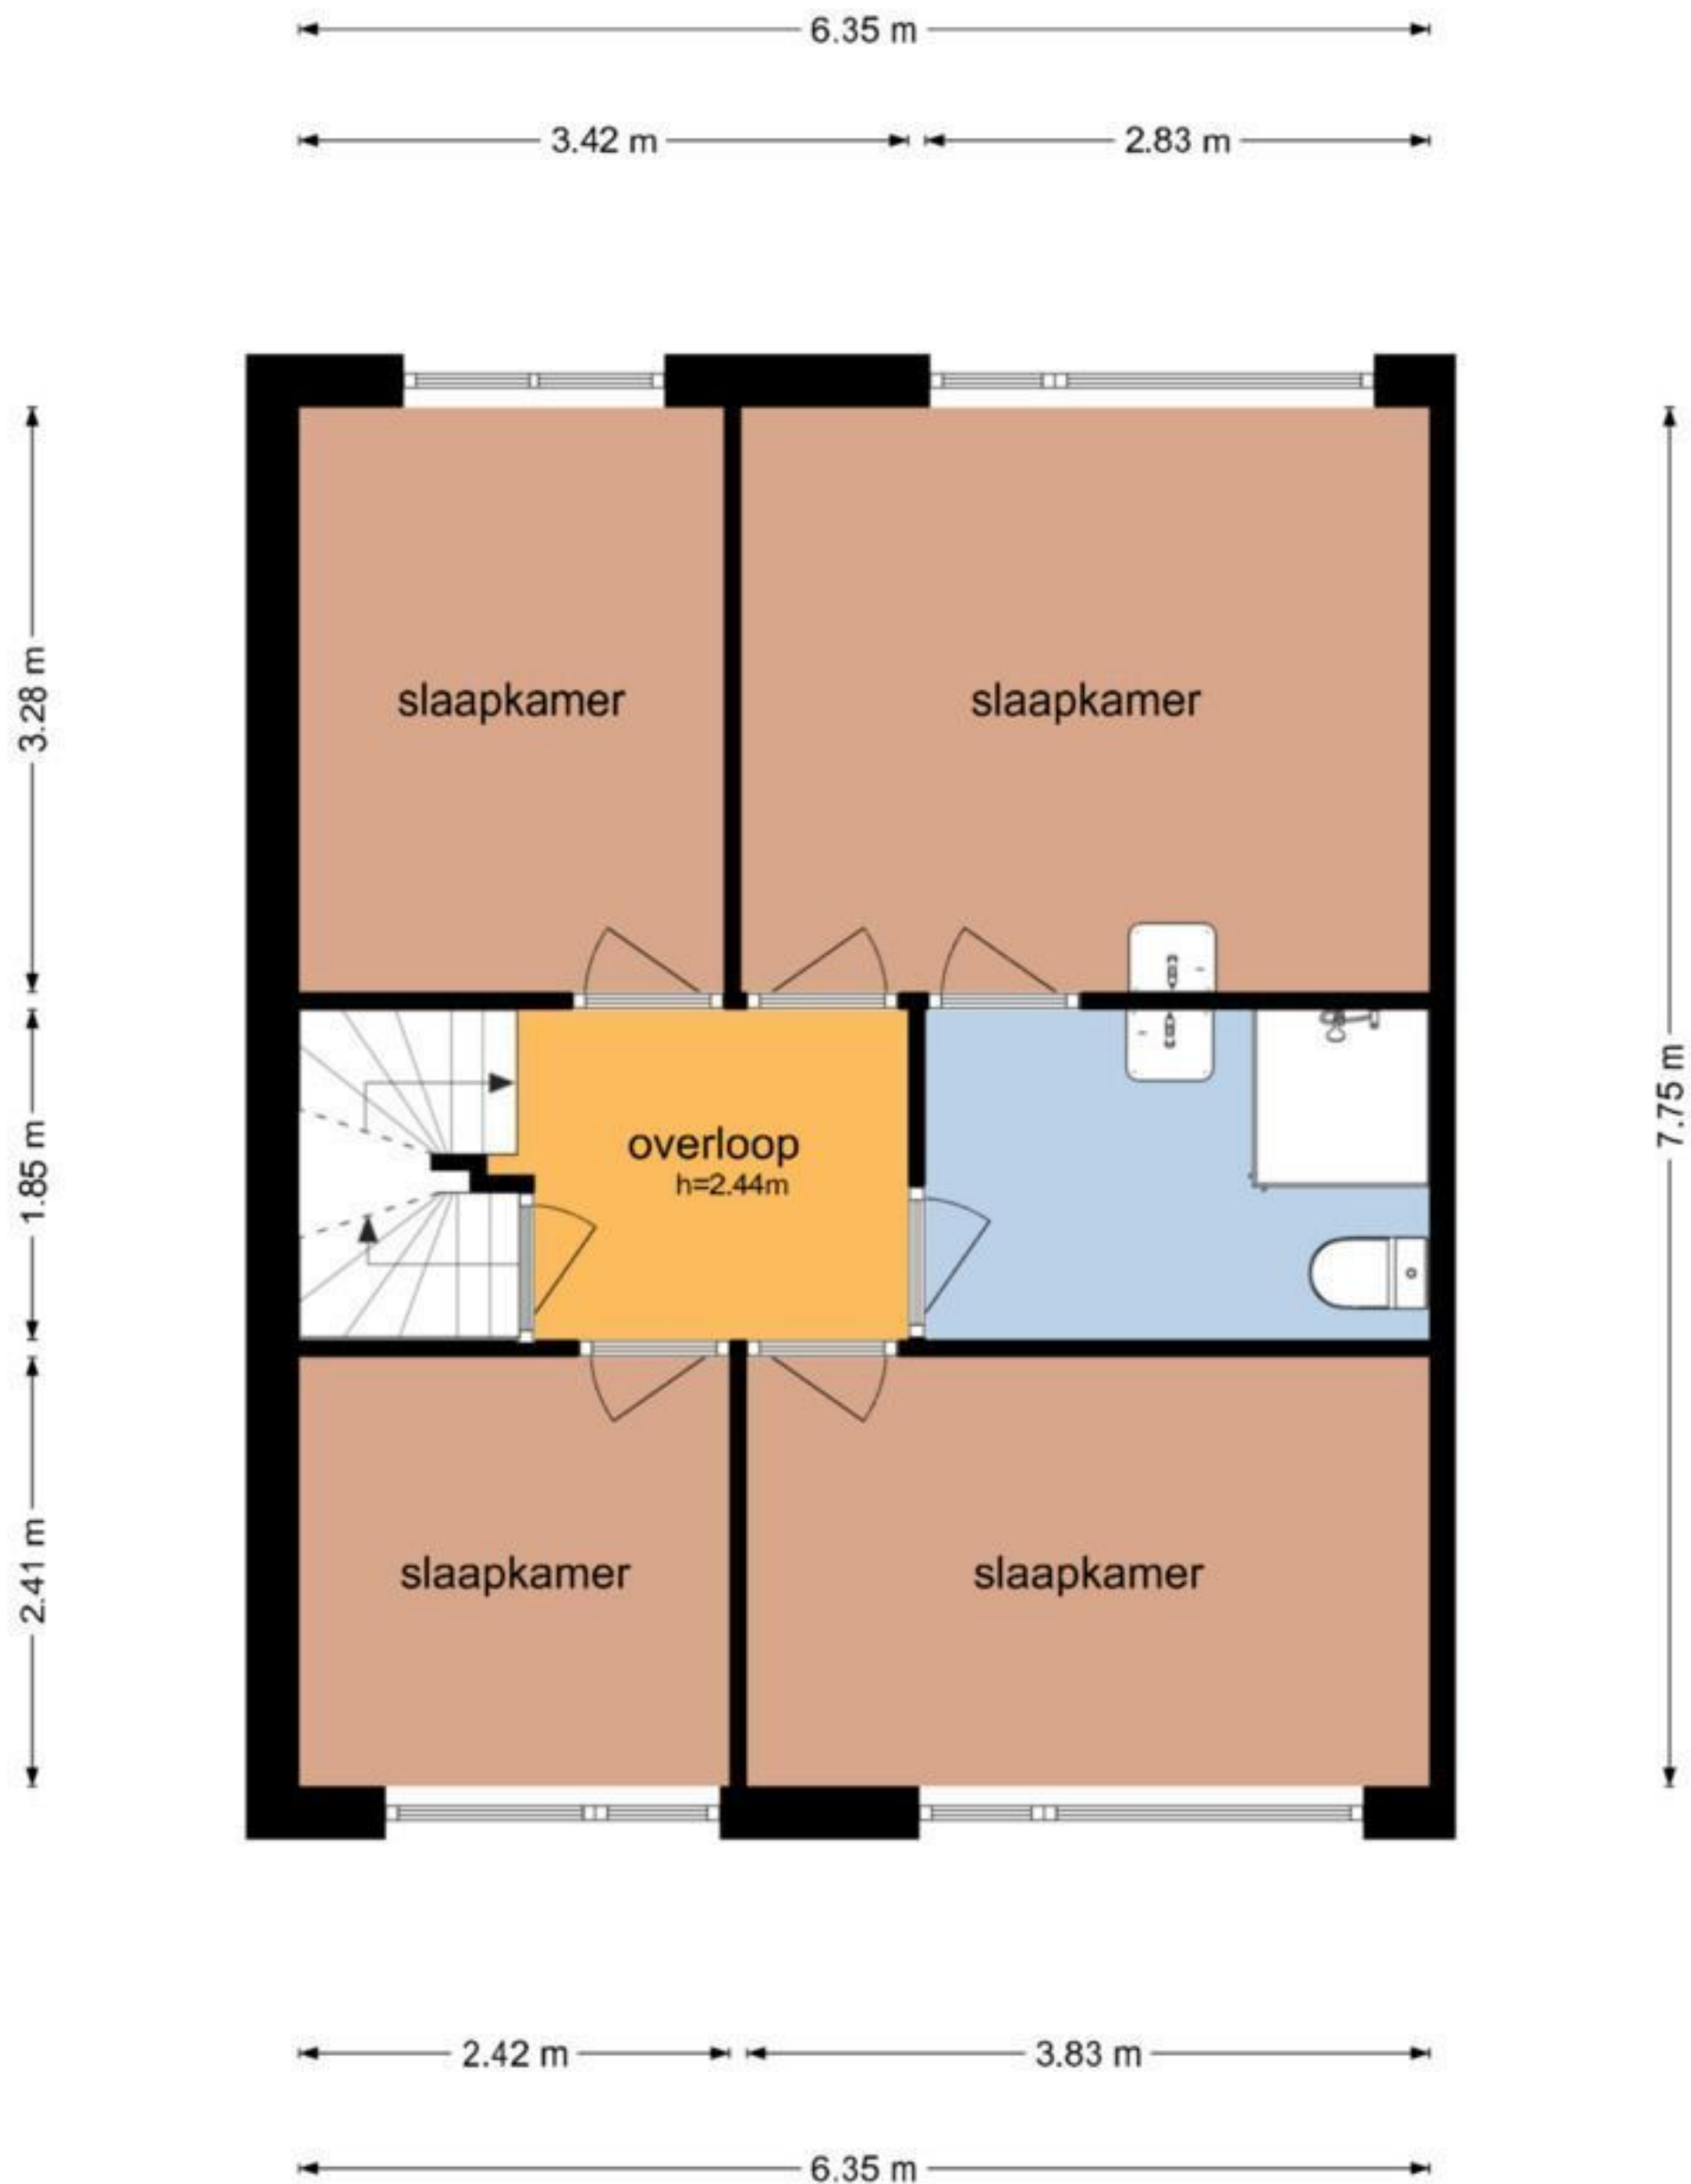 6.35 m
3.42 m
2.83 m
3.28 m
slaapkamer
slaapkamer
7.75 m
1.85 m
overloop
h=2.44m
2.41 m
slaapkamer
slaapkamer
2.42 m
3.83 m
6.35 m